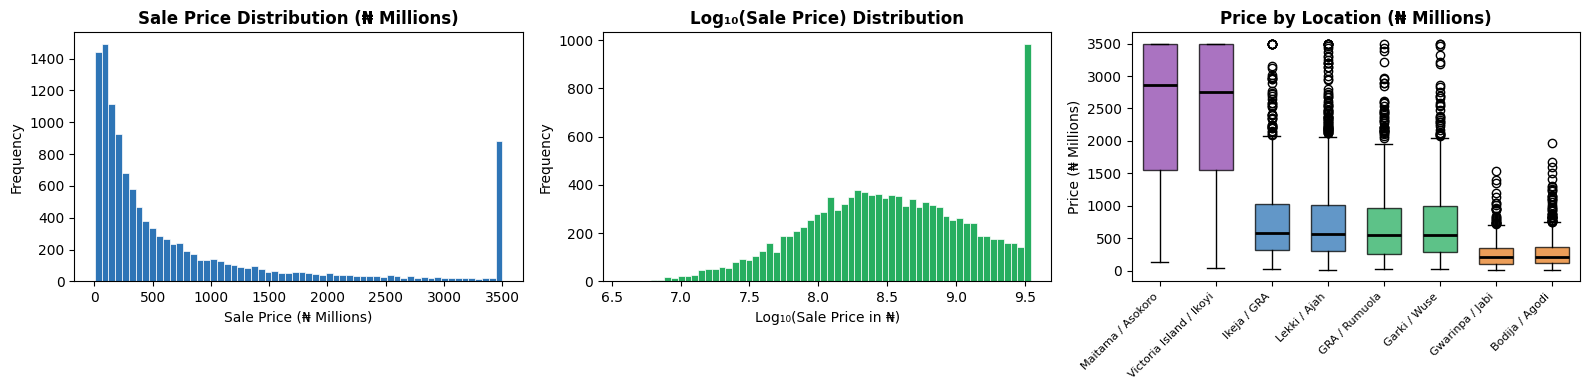 Sale Price Distribution (₦ Millions)
Frequency
1400
1200
1000
800
600
400
200
0
0 500 1000 1500 2000 2500 3000 3500
Sale Price (₦ Millions)
Log₁₀(Sale Price) Distribution
Frequency
1000
800
600
400
200
0
6.5 7.0 7.5 8.0 8.5 9.0 9.5
Log₁₀(Sale Price in ₦)
Price by Location (₦ Millions)
Price (₦ Millions)
3500
3000
2500
2000
1500
1000
500
0
Maitama / Asokoro
Victoria Island / Ikoyi
Ikeja / GRA
Lekki / Ajah
GRA / Rumuola
Garki / Wuse
Gwarinpa / Jabi
Bodija / Agodi